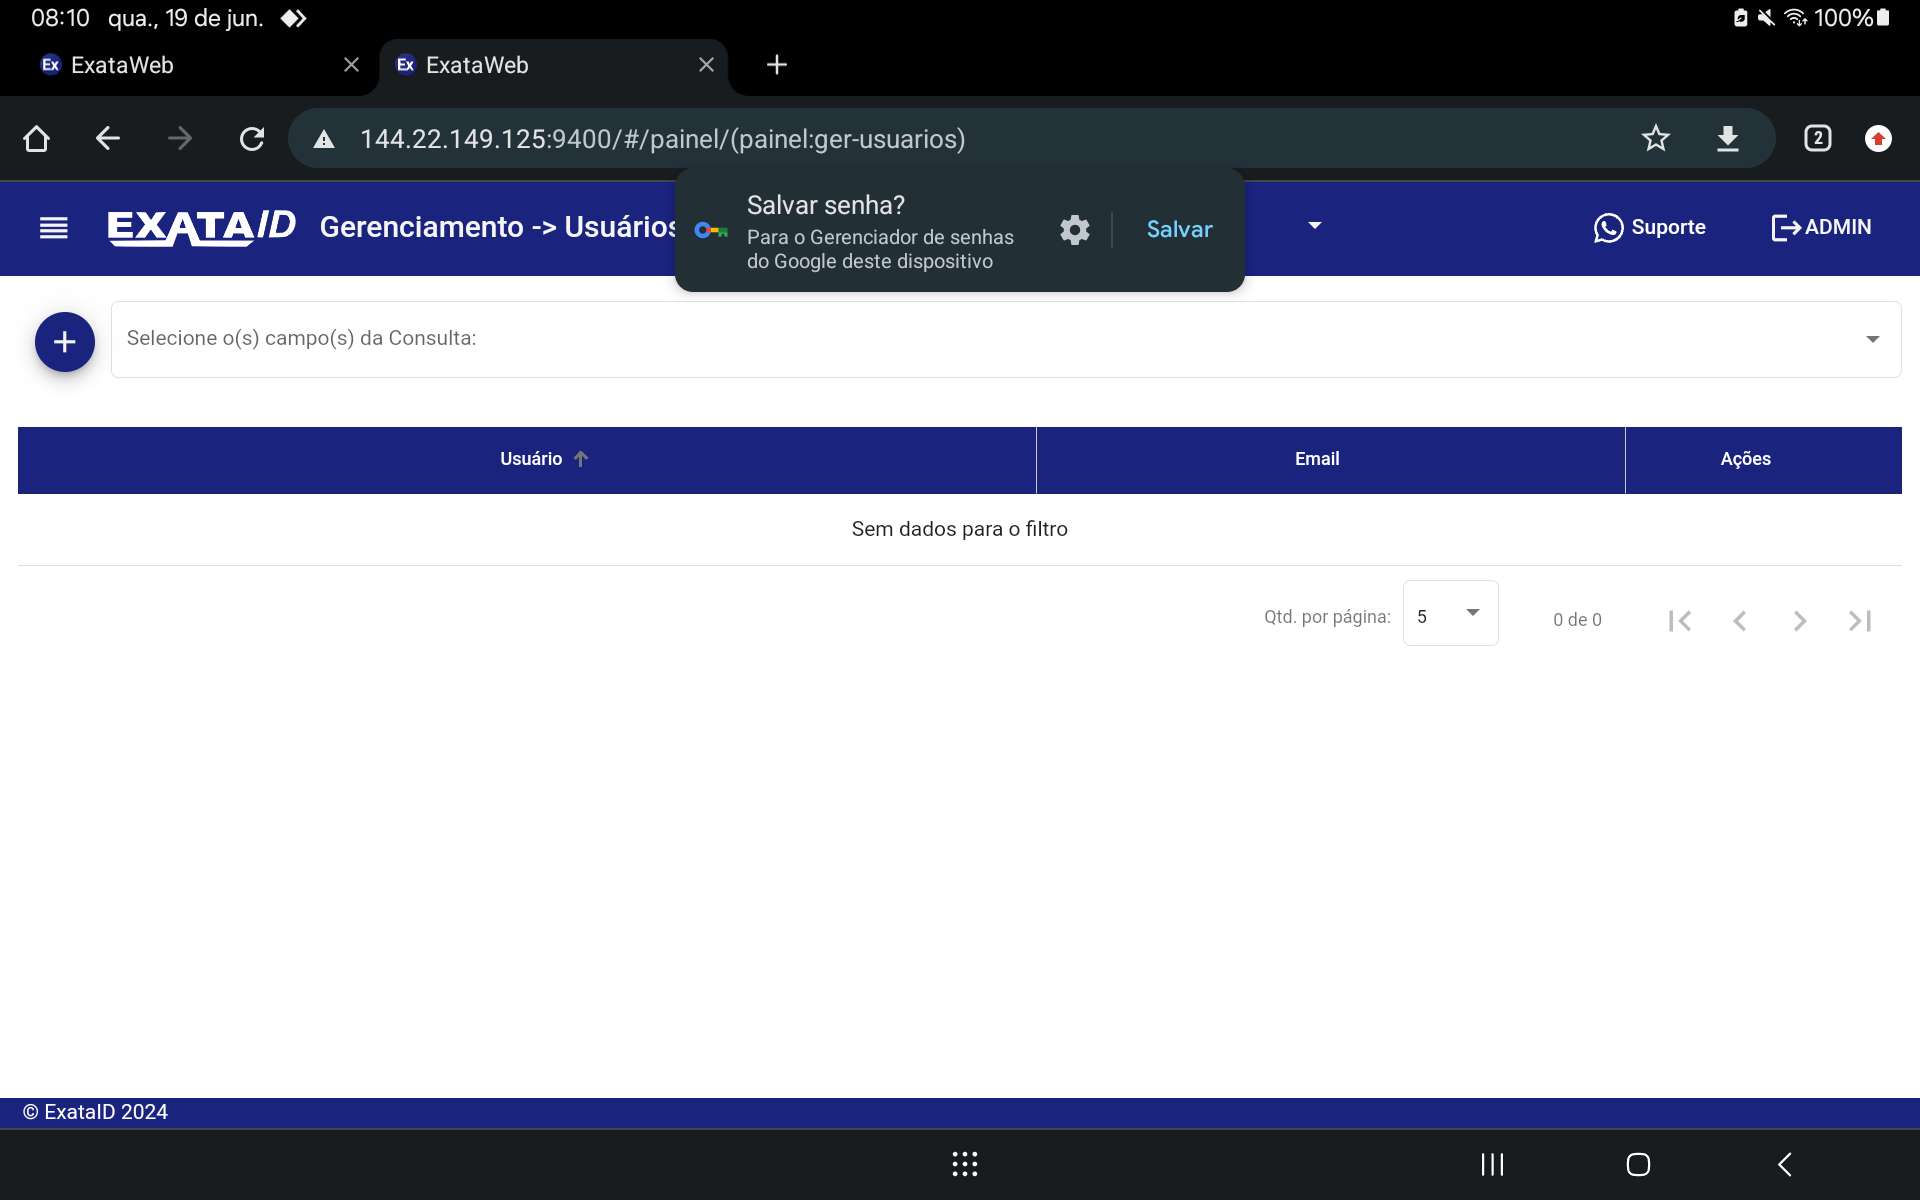 08:10 qua., 19 de jun. 100%
Ex ExataWeb Ex ExataWeb
144.22.149.125:9400/#/painel/(painel:ger-usuarios) 2
EXATAID Gerenciamento -> Usuários Suporte ADMIN
Salvar senha?
Para o Gerenciador de senhas
do Google deste dispositivo
Salvar
Selecione o(s) campo(s) da Consulta:
Usuário Email Ações
Sem dados para o filtro
Qtd. por página: 5 0 de 0
© ExataID 2024